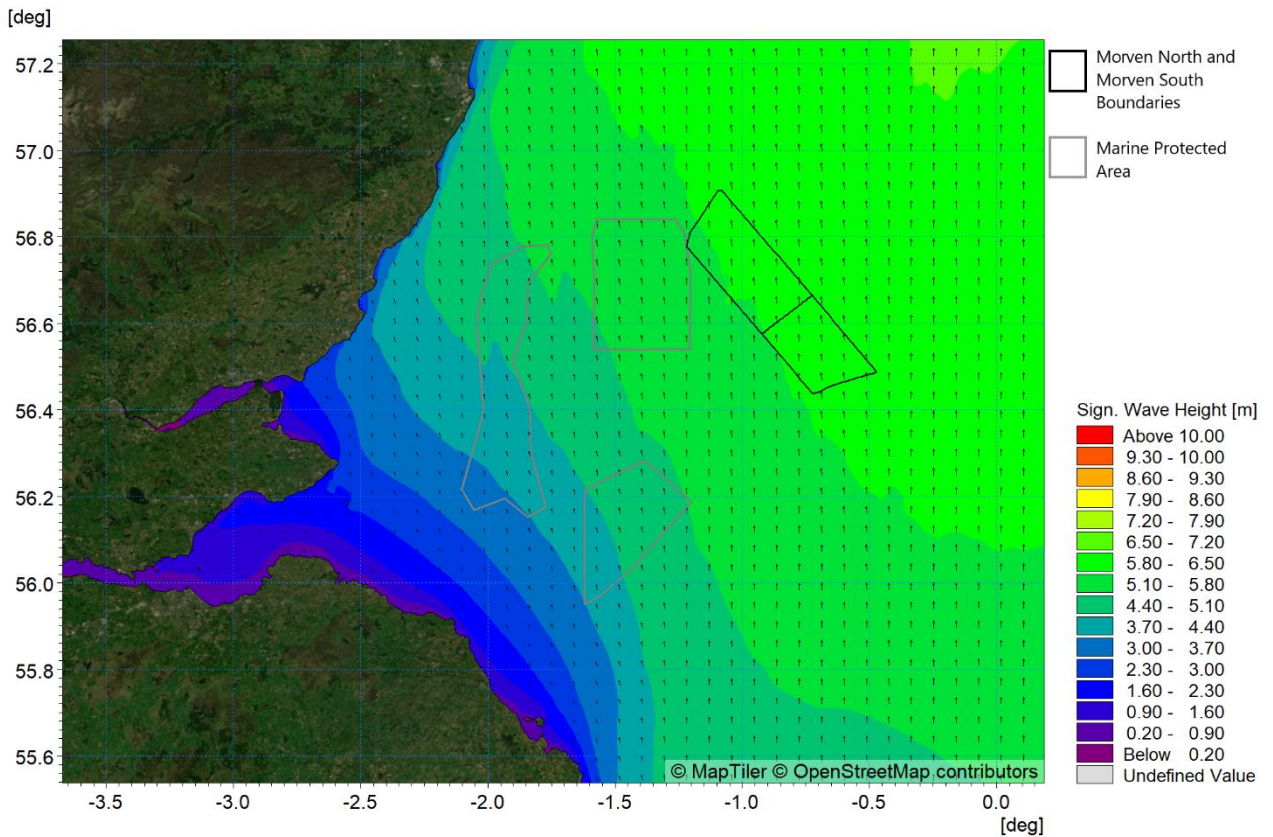 [deg]
57.2
57.0
56.8
56.6
56.4
56.2
56.0
55.8
55.6
-3.5
-3.0
-2.5
-2.0
-1.5
-1.0
-0.5
0.0
[deg]
© MapTiler © OpenStreetMap contributors
Morven North and
Morven South
Boundaries
Marine Protected
Area
Sign. Wave Height [m]
Above 10.00
9.30 - 10.00
8.60 - 9.30
7.90 - 8.60
7.20 - 7.90
6.50 - 7.20
5.80 - 6.50
5.10 - 5.80
4.40 - 5.10
3.70 - 4.40
3.00 - 3.70
2.30 - 3.00
1.60 - 2.30
0.90 - 1.60
0.20 - 0.90
Below 0.20
Undefined Value